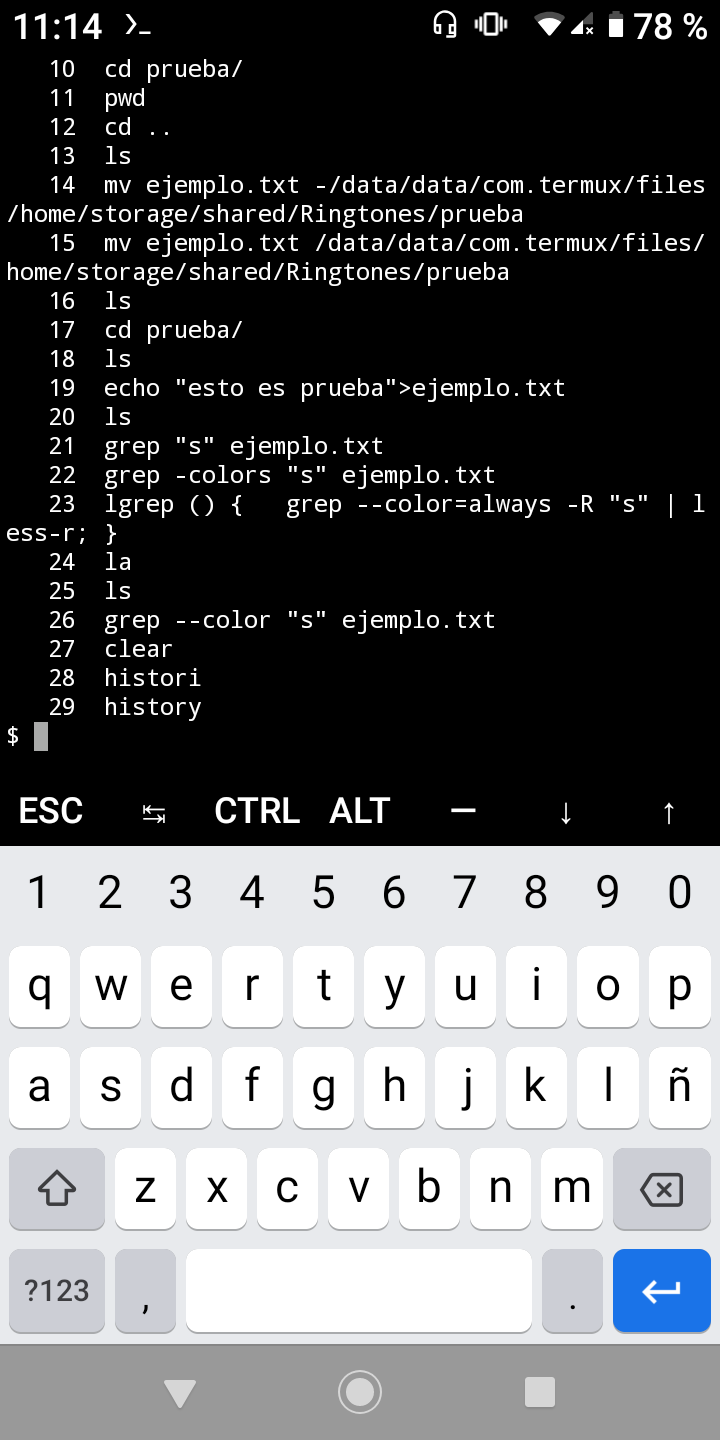 11:14 78 %
10 cd prueba/
11 pwd
12 cd ..
13 ls
14 mv ejemplo.txt -/data/data/com.termux/files
/home/storage/shared/Ringtones/prueba
15 mv ejemplo.txt /data/data/com.termux/files/
home/storage/shared/Ringtones/prueba
16 ls
17 cd prueba/
18 ls
19 echo "esto es prueba">ejemplo.txt
20 ls
21 grep "s" ejemplo.txt
22 grep -colors "s" ejemplo.txt
23 lgrep () {   grep --color=always -R "s" | l
ess-r; }
24 la
25 ls
26 grep --color "s" ejemplo.txt
27 clear
28 histori
29 history
$
ESC ↹ CTRL ALT — ↓ ↑
1 2 3 4 5 6 7 8 9 0
q w e r t y u i o p
a s d f g h j k l ñ
z x c v b n m
?123 , .